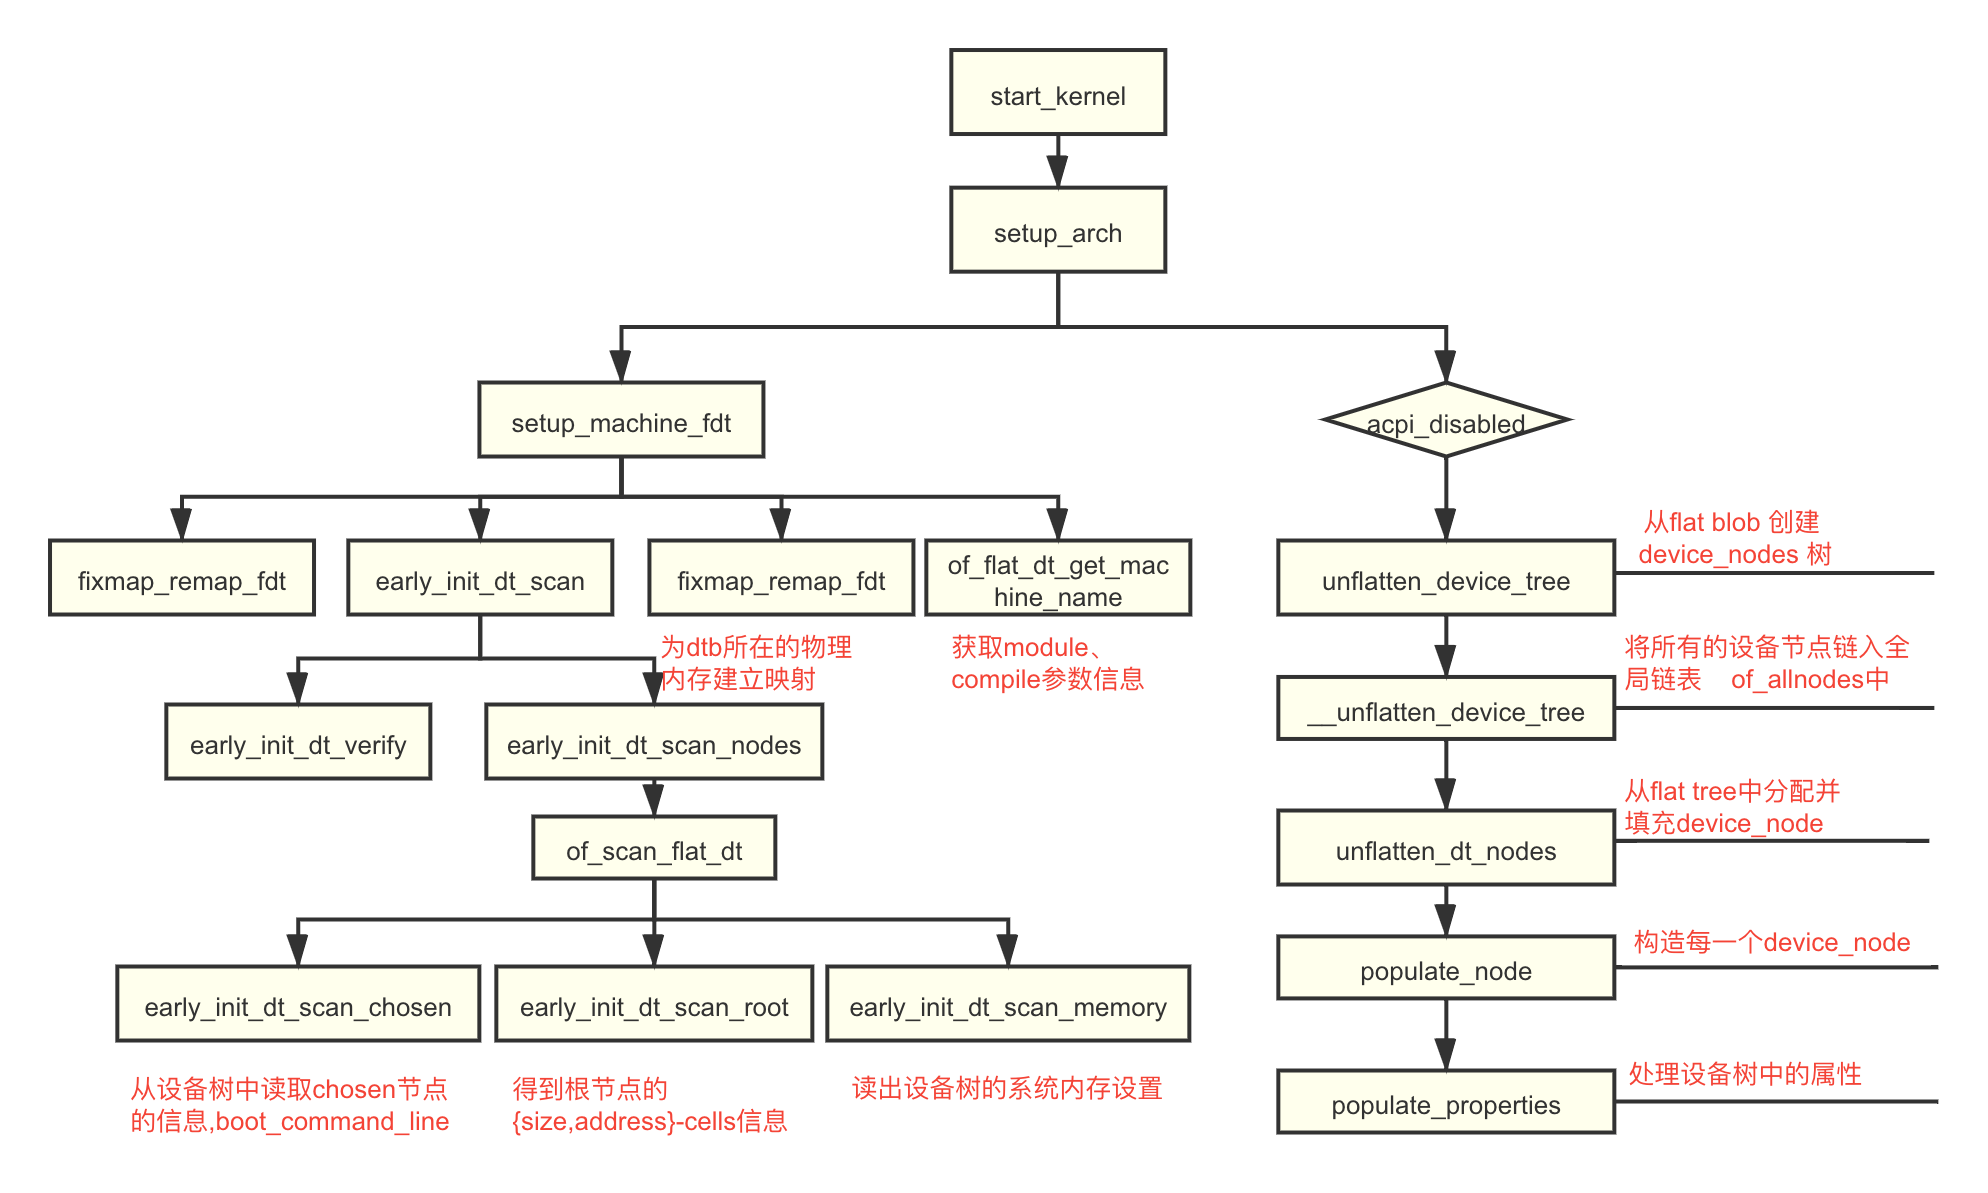 start_kernel
setup_arch
setup_machine_fdt
acpi_disabled
fixmap_remap_fdt
early_init_dt_scan
fixmap_remap_fdt
of_flat_dt_get_mac
hine_name
从flat blob 创建
device_nodes 树
unflatten_device_tree
为dtb所在的物理
内存建立映射
获取module、
compile参数信息
将所有的设备节点链入全
局链表 of_allnodes中
early_init_dt_verify
early_init_dt_scan_nodes
__unflatten_device_tree
of_scan_flat_dt
从flat tree中分配并
填充device_node
unflatten_dt_nodes
early_init_dt_scan_chosen
early_init_dt_scan_root
early_init_dt_scan_memory
构造每一个device_node
populate_node
从设备树中读取chosen节点
的信息,boot_command_line
得到根节点的
{size,address}-cells信息
读出设备树的系统内存设置
处理设备树中的属性
populate_properties